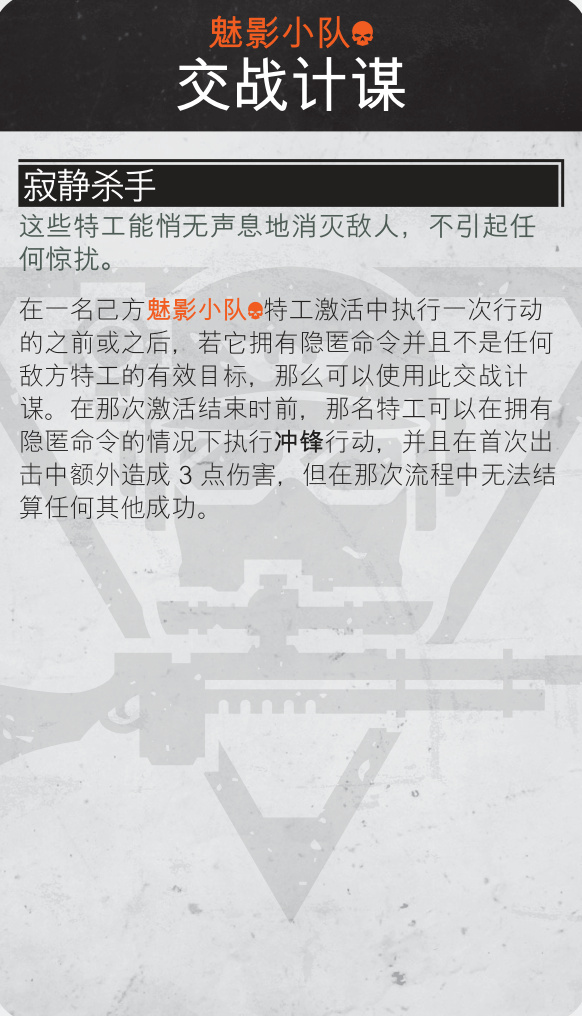 魅影小队
交战计谋
寂静杀手
这些特工能悄无声息地消灭敌人，不引起任
何惊扰。
在一名己方魅影小队特工激活中执行一次行动
的之前或之后，若它拥有隐匿命令并且不是任何
敌方特工的有效目标，那么可以使用此交战计
谋。在那次激活结束时前，那名特工可以在拥有
隐匿命令的情况下执行冲锋行动，并且在首次出
击中额外造成 3 点伤害，但在那次流程中无法结
算任何其他成功。